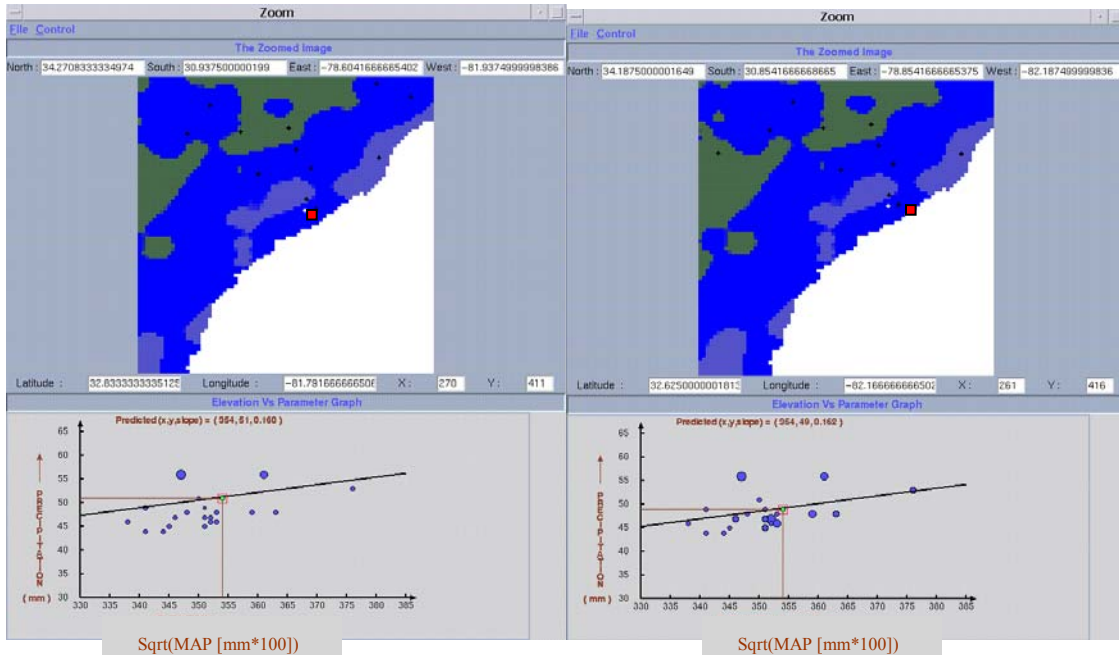 Zoom
File Control
The Zoomed Image
North : 34.2708333334974 South : 30.937500000199 East : -78.6041666665402 West : -81.9374999998386
Latitude : 32.8333333335125 Longitude : -81.7916666665 X : 270 Y : 411
Elevation Vs Parameter Graph
Predicted (x,y,slope) = ( 354, 51, 0.160 )
65
60
55
50
45
40
35
30
PRECIPITATION
( mm )
330 335 340 345 350 355 360 365 370 375 380 385
Sqrt(MAP [mm*100])
Zoom
File Control
The Zoomed Image
North : 34.1875000001649 South : 30.8541666668665 East : -78.8541666665375 West : -82.187499999836
Latitude : 32.6250000001813 Longitude : -82.166666666502 X : 261 Y : 416
Elevation Vs Parameter Graph
Predicted (x,y,slope) = ( 354, 49, 0.162 )
65
60
55
50
45
40
35
30
PRECIPITATION
( mm )
330 335 340 345 350 355 360 365 370 375 380 385
Sqrt(MAP [mm*100])